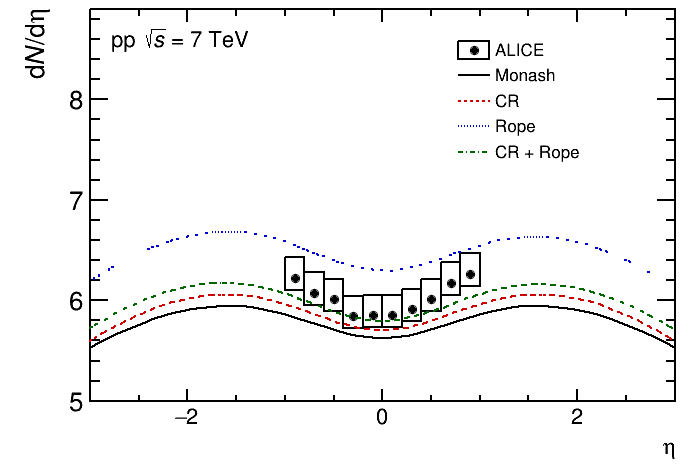 dN/dη
pp √s = 7 TeV
ALICE
Monash
CR
Rope
CR + Rope
8
7
6
5
−2
0
2
η